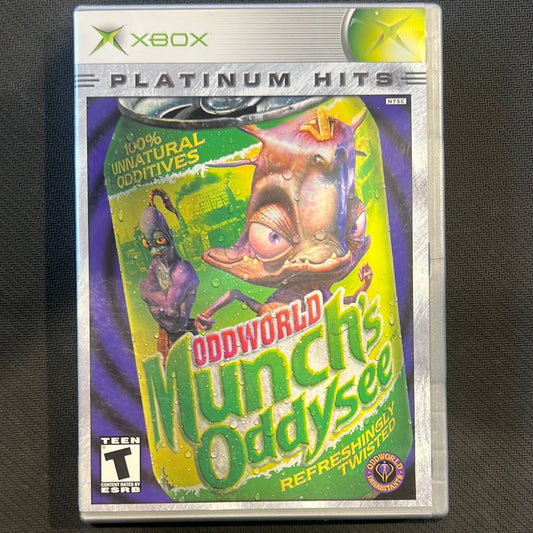 XBOX
PLATINUM HITS
NTSC
100%
UNNATURAL
ODDITIVES
ODDWORLD
Munch's
Oddysee
REFRESHINGLY
TWISTED
TEEN
T
CONTENT RATED BY
ESRB
ODDWORLD
INHABITANTS